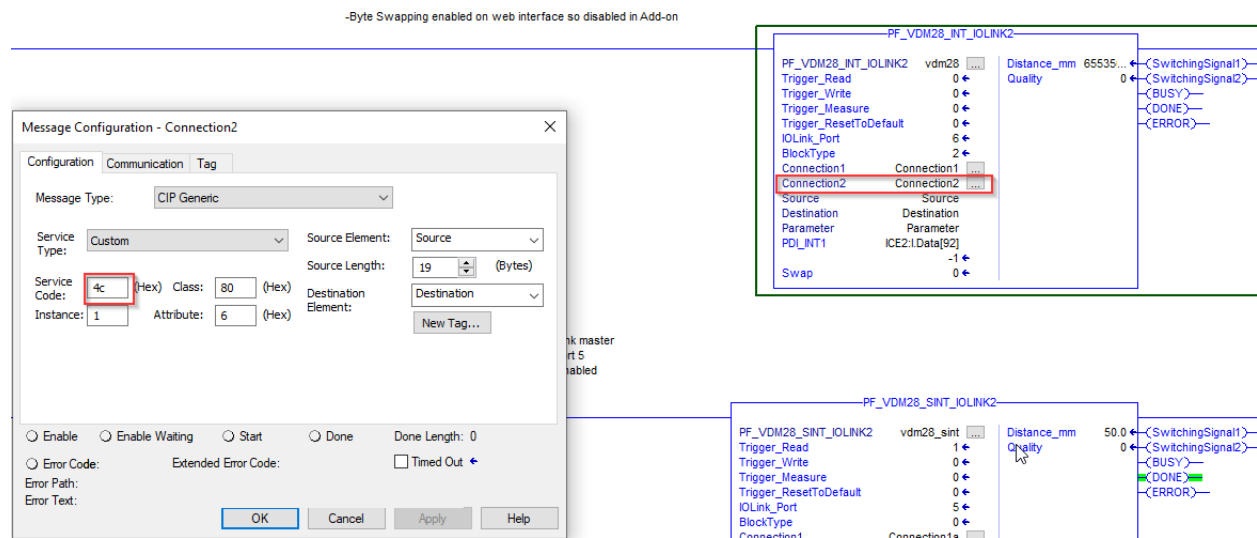 -Byte Swapping enabled on web interface so disabled in Add-on
PF_VDM28_INT_IOLINK2
PF_VDM28_INT_IOLINK2 vdm28 ... Distance_mm 65535... (SwitchingSignal1)
Trigger_Read 0 Quality 0 (SwitchingSignal2)
Trigger_Write 0 (BUSY)
Trigger_Measure 0 (DONE)
Trigger_ResetToDefault 0 (ERROR)
IOLink_Port 6
BlockType 2
Connection1 Connection1 ...
Connection2 Connection2 ...
Source Source
Destination Destination
Parameter Parameter
PDI_INT1 ICE2:I.Data[92]
-1
Swap 0
Message Configuration - Connection2
Configuration Communication Tag
Message Type: CIP Generic
Service Type: Custom
Source Element: Source
Source Length: 19 (Bytes)
Service Code: 4c (Hex) Class: 80 (Hex)
Destination Element: Destination
Instance: 1 Attribute: 6 (Hex)
New Tag...
Enable Enable Waiting Start Done Done Length: 0
Error Code: Extended Error Code: Timed Out
Error Path:
Error Text:
OK Cancel Apply Help
nk master
rt 5
nabled
PF_VDM28_SINT_IOLINK2
PF_VDM28_SINT_IOLINK2 vdm28_sint ... Distance_mm 50.0 (SwitchingSignal1)
Trigger_Read 1 Quality 0 (SwitchingSignal2)
Trigger_Write 0 (BUSY)
Trigger_Measure 0 (DONE)
Trigger_ResetToDefault 0 (ERROR)
IOLink_Port 5
BlockType 0
Connection1 Connection1a ...